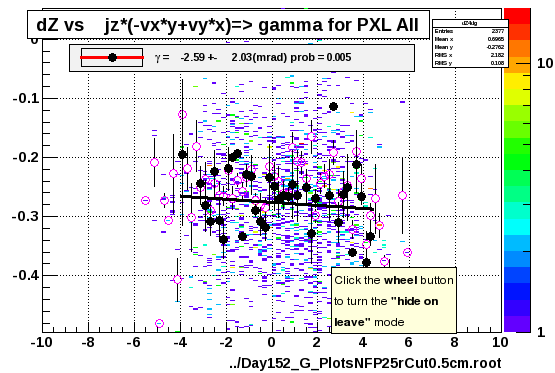 dZ vs    jz*(-vx*y+vy*x)=> gamma for PXL All
dZ4dg
Entries 2377
Mean x 0.6965
Mean y -0.2762
RMS x 2.182
RMS y 0.108
γ =   -2.59 +-    2.03(mrad) prob = 0.005
10
-0.1
-0.2
-0.3
-0.4
Click the wheel button
to turn the "hide on
leave" mode
1
-10 -8 -6 -4 -2 0 2 4 6 8 10
../Day152_G_PlotsNFP25rCut0.5cm.root